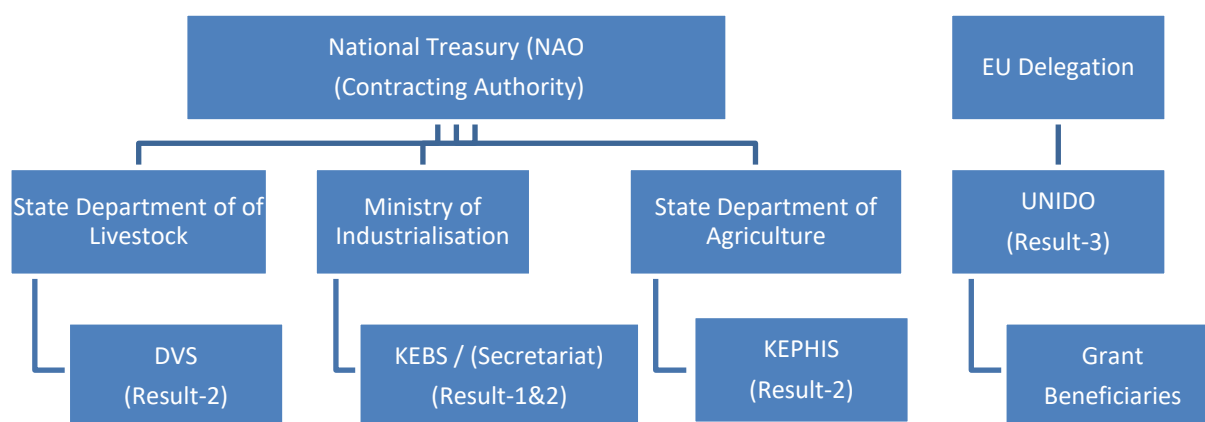 National Treasury (NAO
(Contracting Authority)
EU Delegation
State Department of of
Livestock
Ministry of
Industrialisation
State Department of
Agriculture
UNIDO
(Result-3)
DVS
(Result-2)
KEBS / (Secretariat)
(Result-1&2)
KEPHIS
(Result-2)
Grant
Beneficiaries